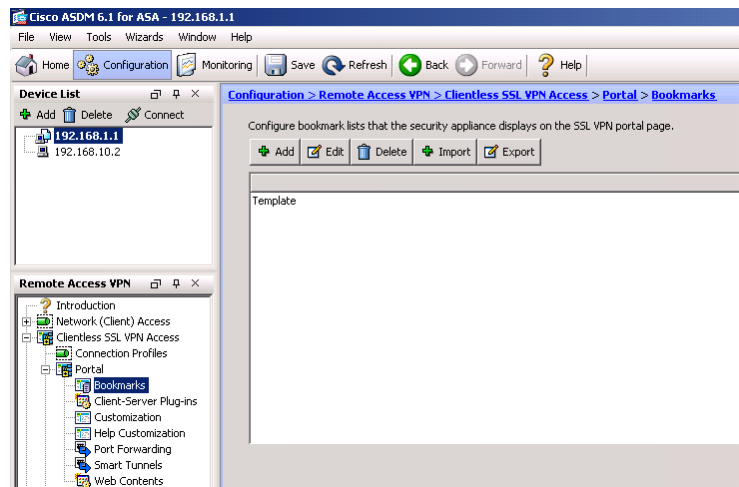 Cisco ASDM 6.1 for ASA - 192.168.1.1
File View Tools Wizards Window Help
Home Configuration Monitoring Save Refresh Back Forward Help
Device List
Add Delete Connect
192.168.1.1
192.168.10.2
Configuration > Remote Access VPN > Clientless SSL VPN Access > Portal > Bookmarks
Configure bookmark lists that the security appliance displays on the SSL VPN portal page.
Add Edit Delete Import Export
Template
Remote Access VPN
Introduction
Network (Client) Access
Clientless SSL VPN Access
Connection Profiles
Portal
Bookmarks
Client-Server Plug-ins
Customization
Help Customization
Port Forwarding
Smart Tunnels
Web Contents